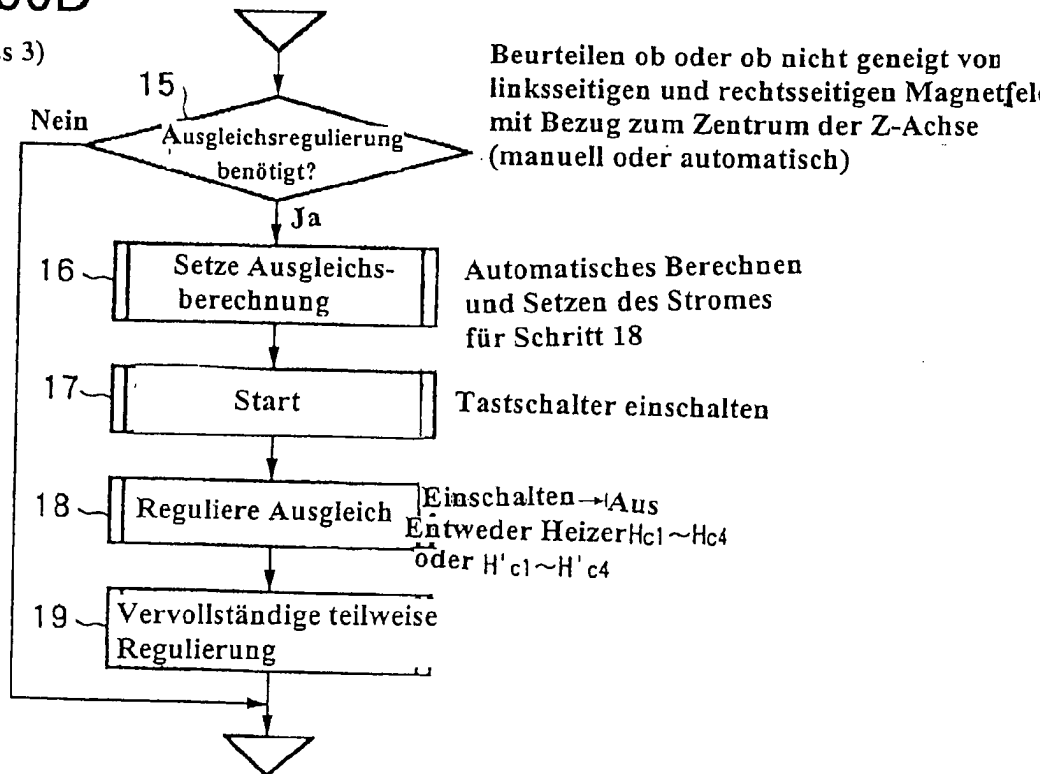 s 3)
Beurteilen ob oder ob nicht geneigt von
linksseitigen und rechtsseitigen Magnetfeld
mit Bezug zum Zentrum der Z-Achse
(manuell oder automatisch)
15
Nein
Ausgleichsregulierung
benötigt?
Ja
16
Setze Ausgleichs-
berechnung
Automatisches Berechnen
und Setzen des Stromes
für Schritt 18
17
Start
Tastschalter einschalten
18
Reguliere Ausgleich
Einschalten→Aus
Entweder Heizer Hc1~Hc4
oder H'c1~H'c4
19
Vervollständige teilweise
Regulierung